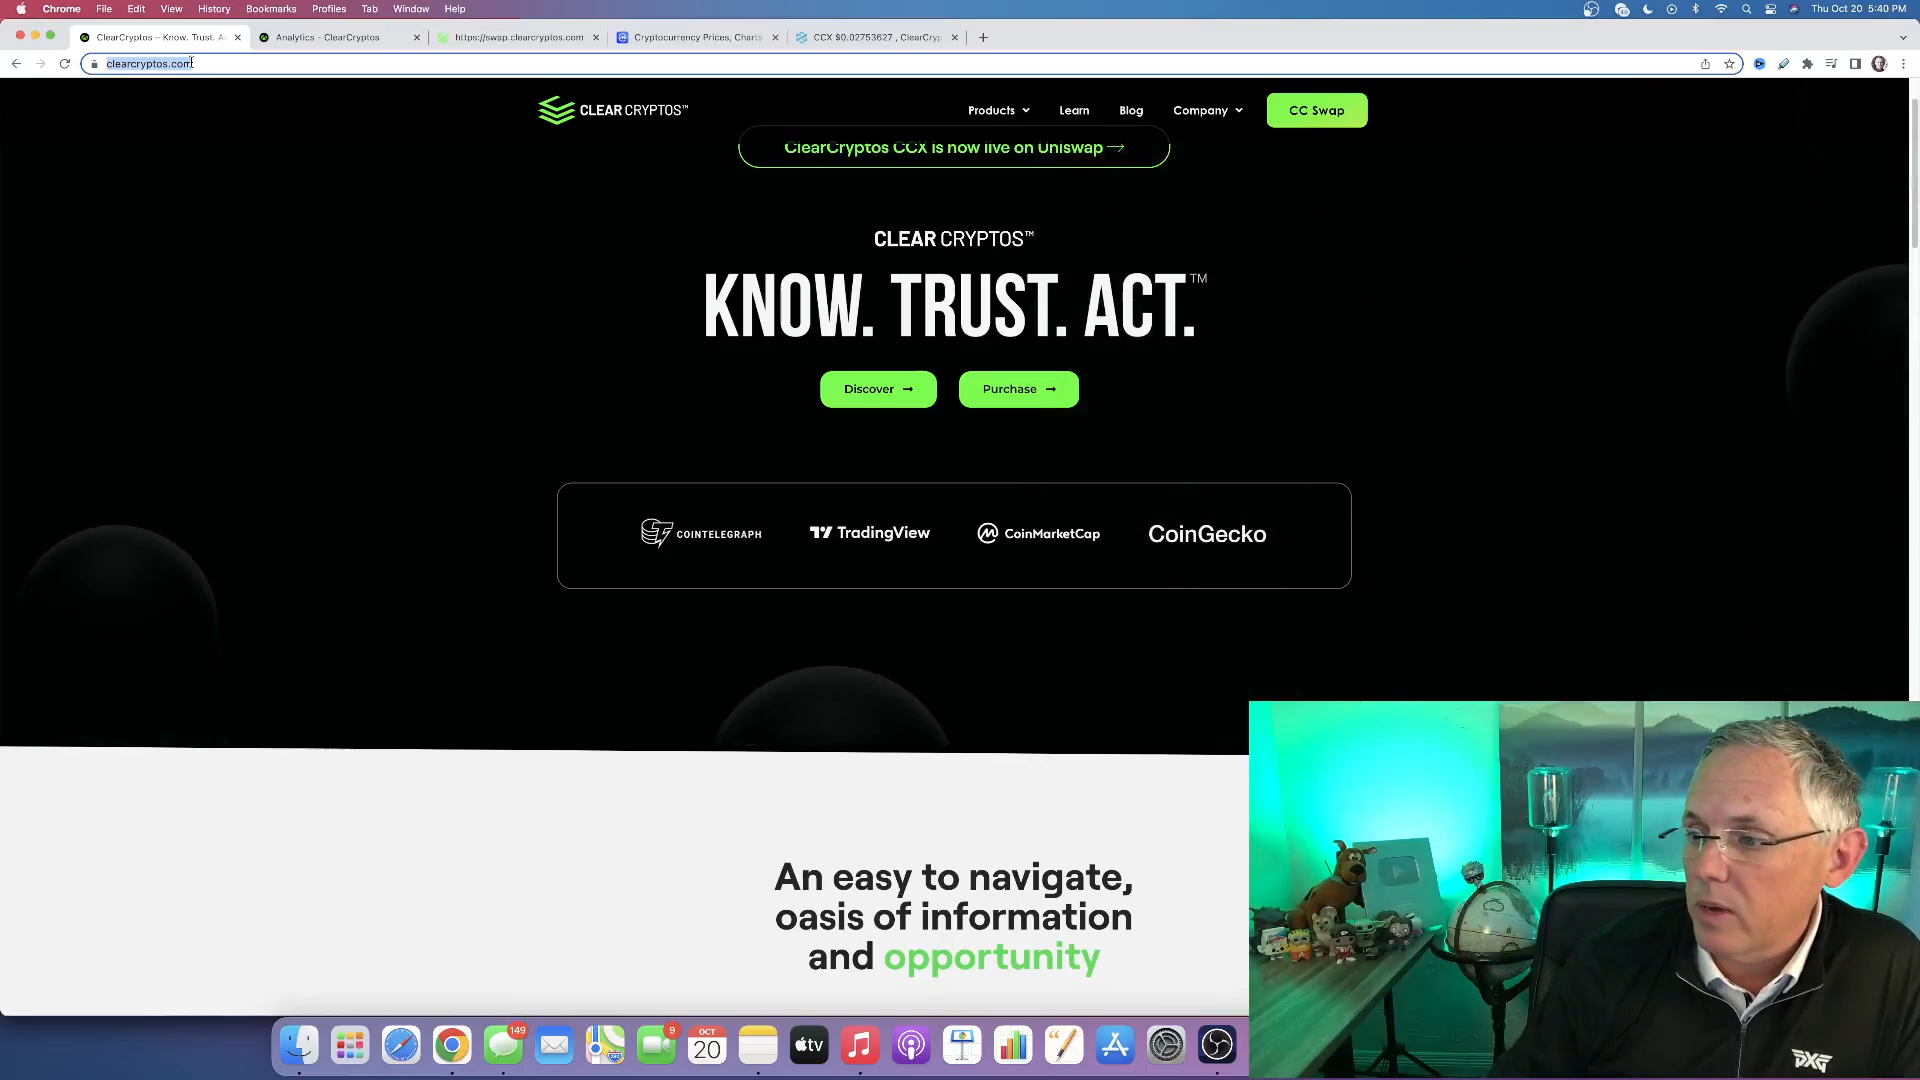 Chrome File Edit View History Bookmarks Profiles Tab Window Help
Thu Oct 20 5:40 PM
ClearCryptos – Know. Trust. Ac
Analytics - ClearCryptos
https://swap.clearcryptos.com
Cryptocurrency Prices, Charts
CCX $0.02753627 , ClearCryp
clearcryptos.com
CLEAR CRYPTOS™
Products
Learn
Blog
Company
CC Swap
ClearCryptos CCX is now live on Uniswap →
CLEAR CRYPTOS™
KNOW. TRUST. ACT.™
Discover →
Purchase →
COINTELEGRAPH
TradingView
CoinMarketCap
CoinGecko
An easy to navigate,
oasis of information
and opportunity
149
9
OCT
20
tv
PXG